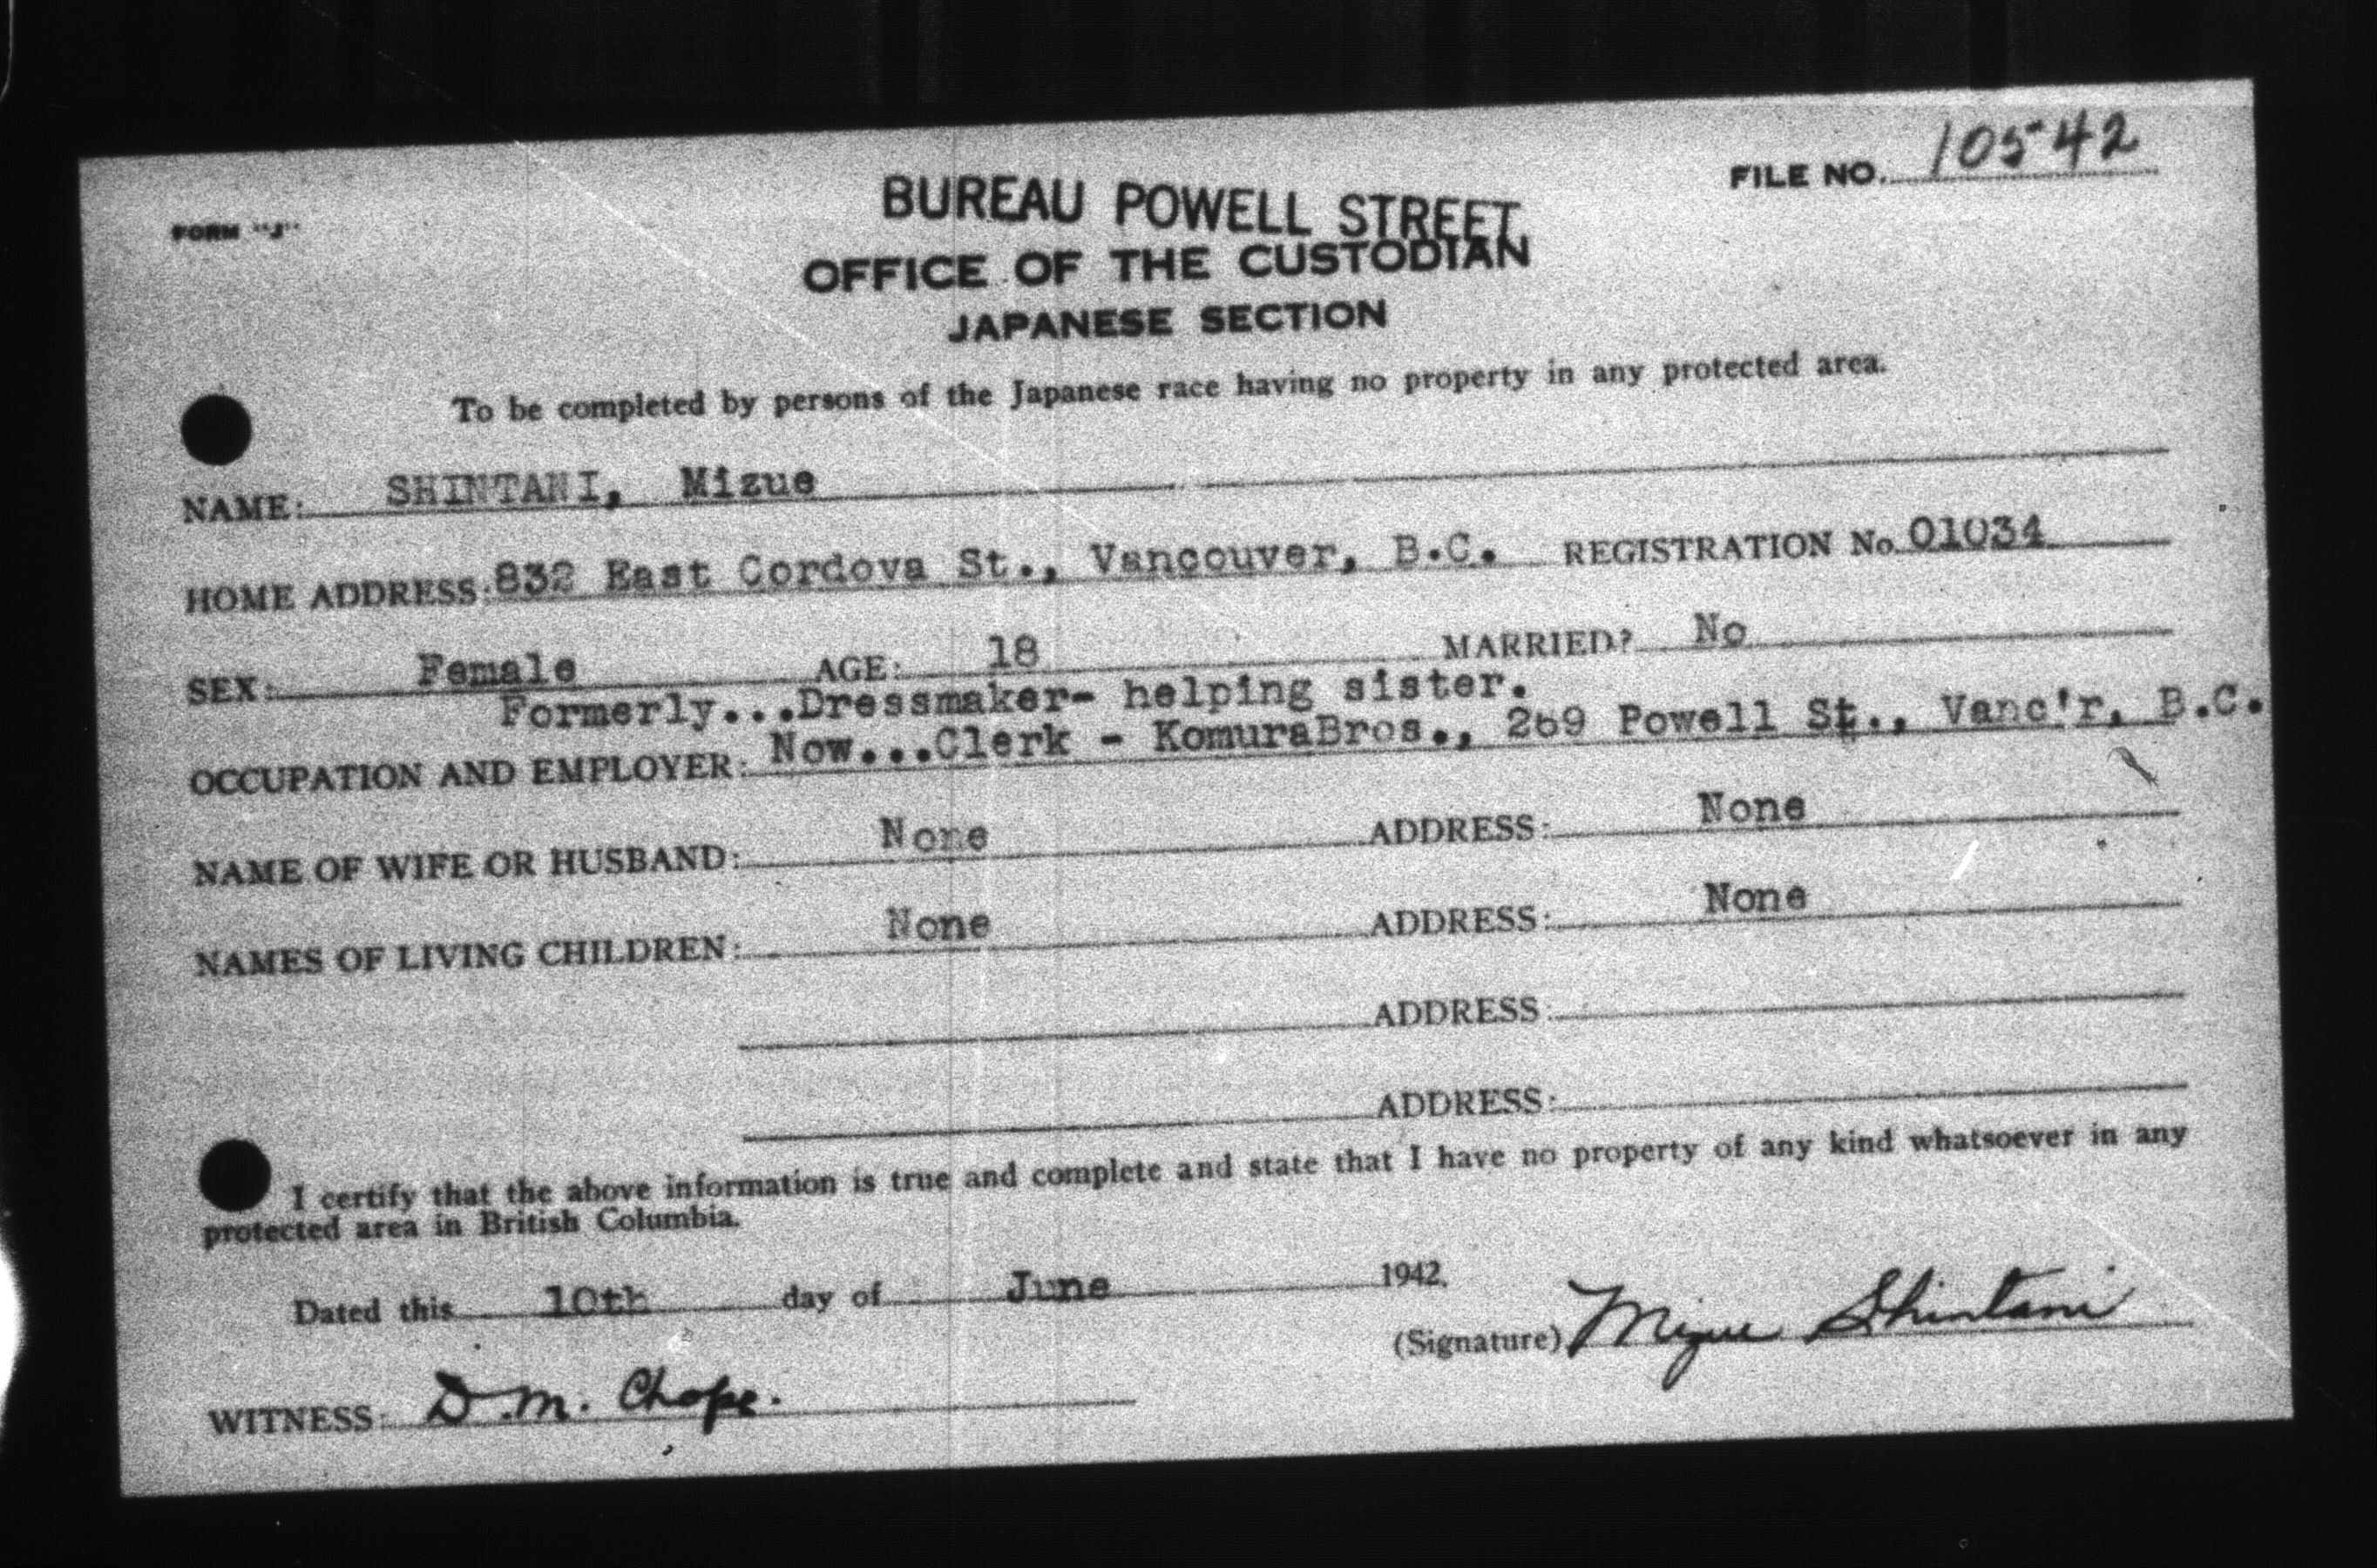 FILE NO. 10542
FORM "J"
BUREAU POWELL STREET
OFFICE OF THE CUSTODIAN
JAPANESE SECTION
To be completed by persons of the Japanese race having no property in any protected area.
NAME: SHINTANI, Mizue
HOME ADDRESS: 832 East Cordova St., Vancouver, B.C. REGISTRATION No. 01034
SEX: Female AGE: 18 MARRIED? No
Formerly...Dressmaker- helping sister.
OCCUPATION AND EMPLOYER: Now...Clerk - KomuraBros., 269 Powell St., Vanc'r, B.C.
NAME OF WIFE OR HUSBAND: None ADDRESS: None
NAMES OF LIVING CHILDREN: None ADDRESS: None
ADDRESS:
ADDRESS:
I certify that the above information is true and complete and state that I have no property of any kind whatsoever in any
protected area in British Columbia.
Dated this 10th day of June 1942.
(Signature) Mizue Shintani
WITNESS: D.M. Chope.